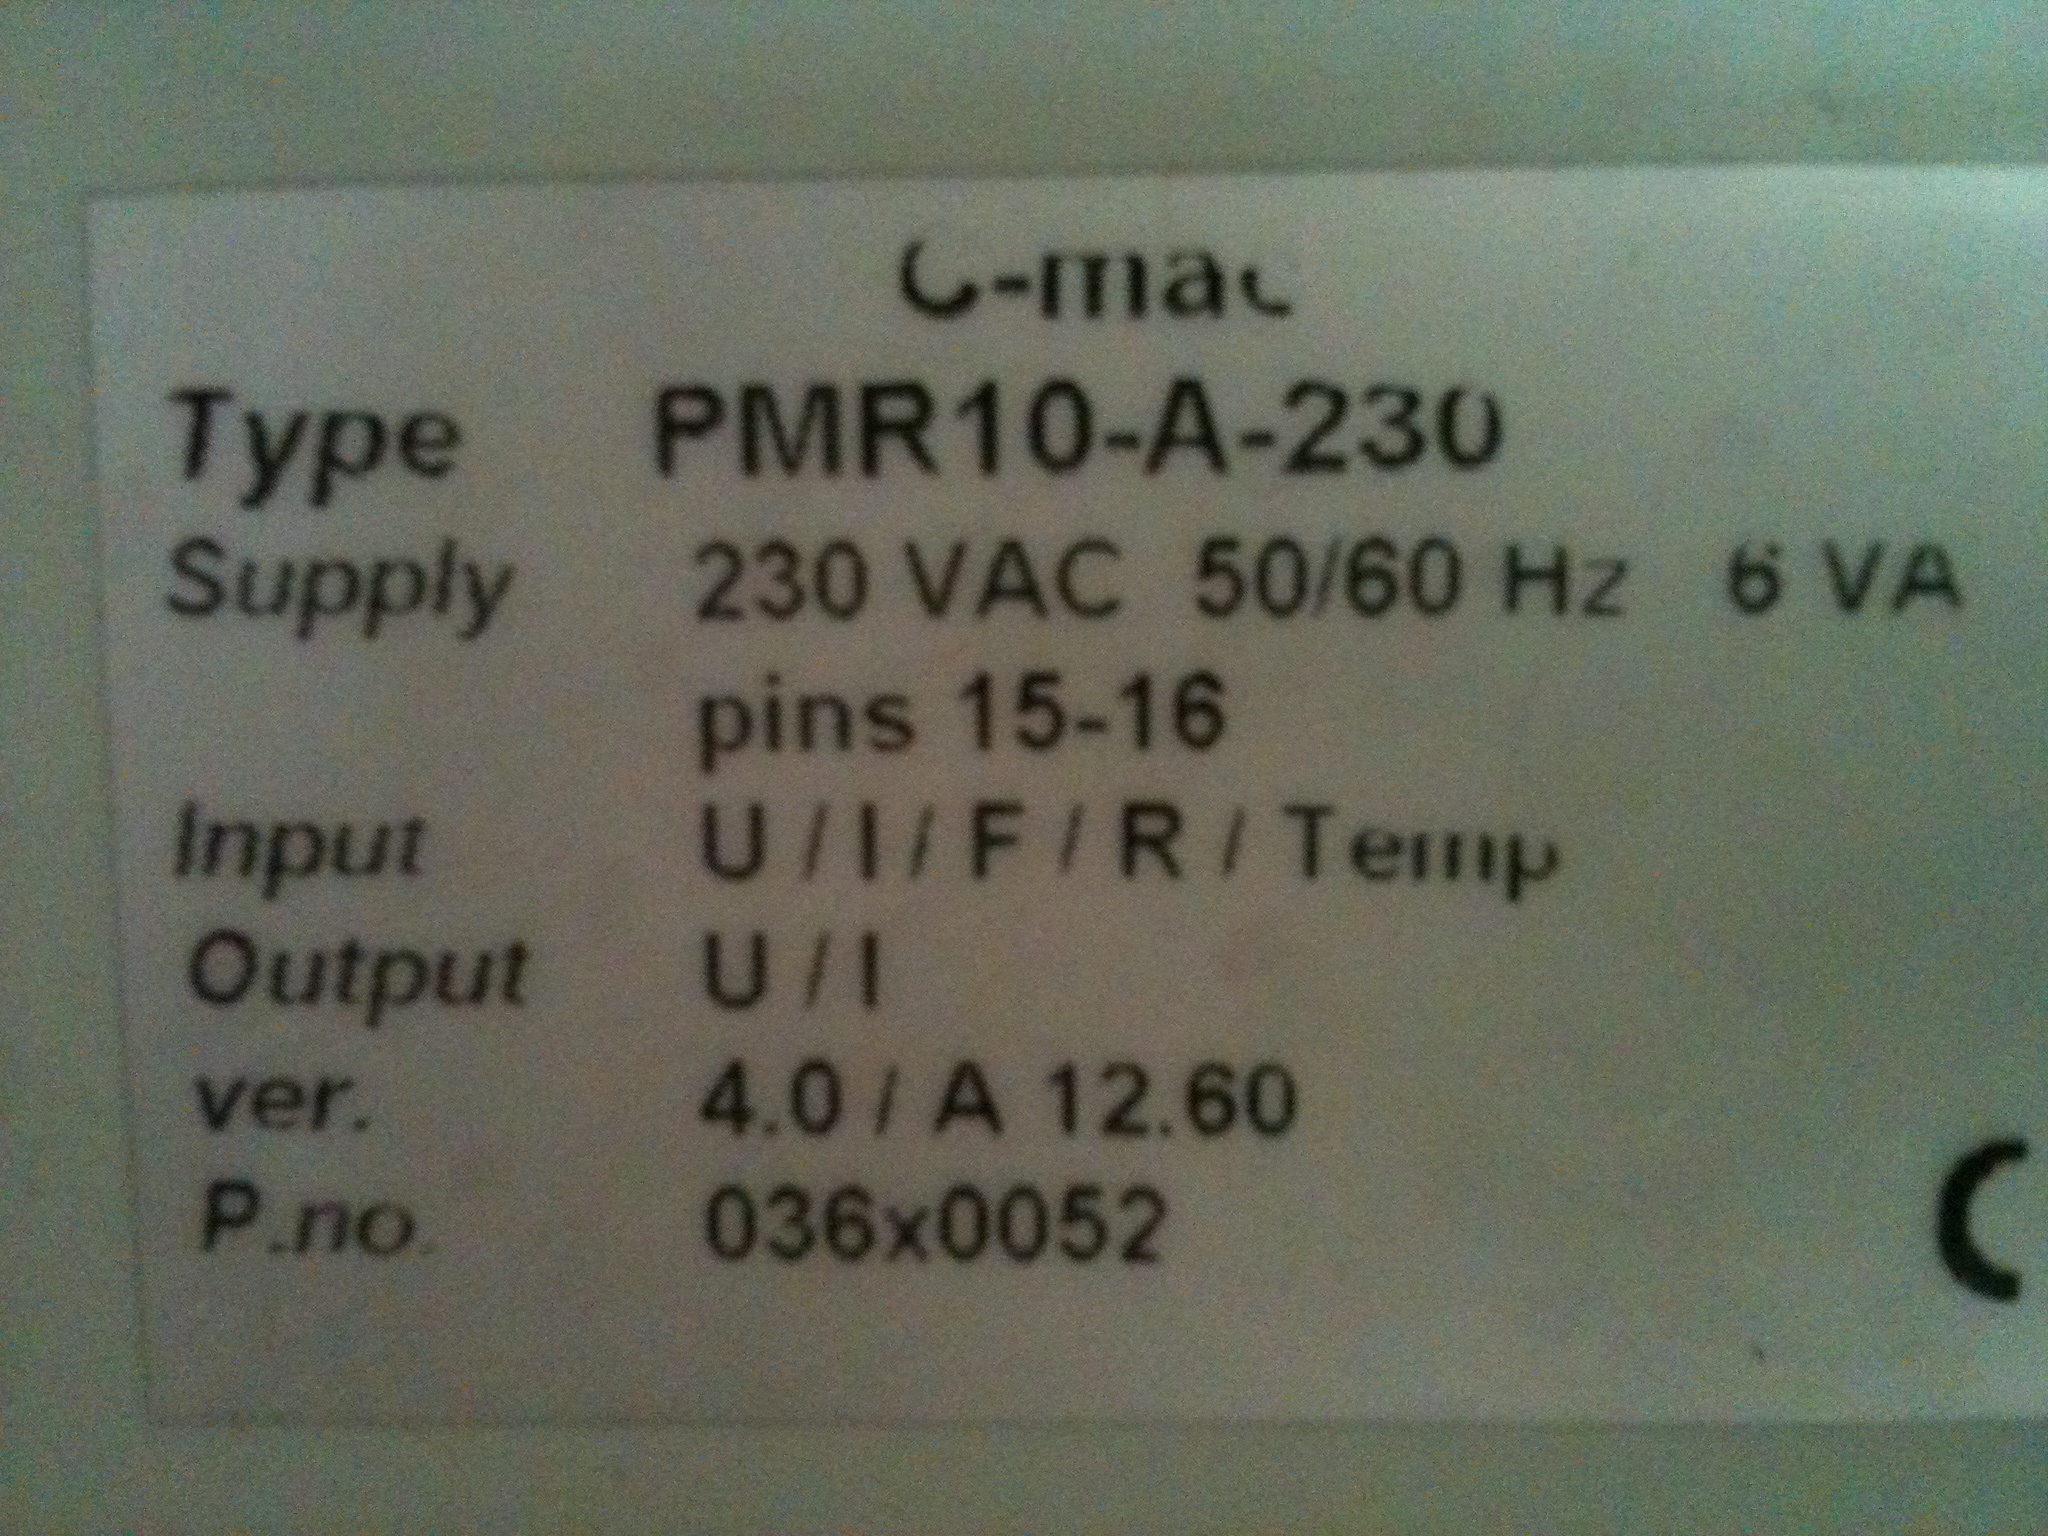 C-mac
Type PMR10-A-230
Supply 230 VAC 50/60 Hz 6 VA
pins 15-16
Input U / I / F / R / Temp
Output U / I
ver. 4.0 / A 12.60
P.no. 036x0052